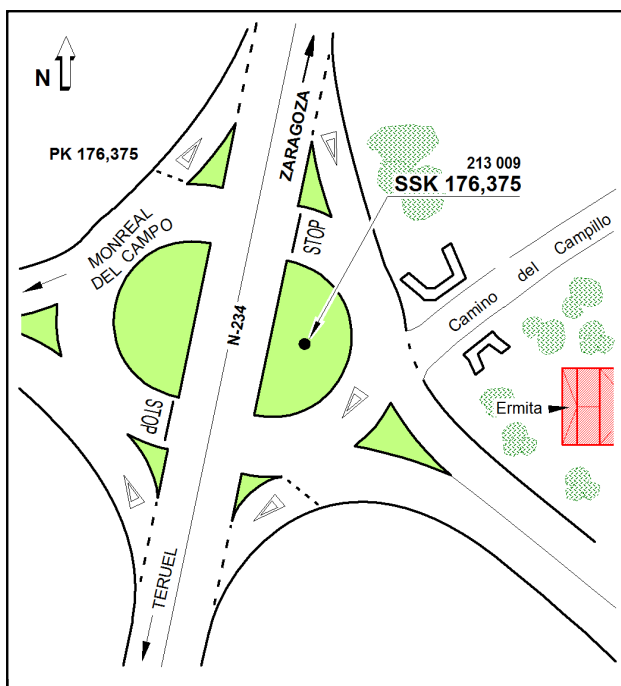 N
PK 176,375
ZARAGOZA
213 009
SSK 176,375
MONREAL
DEL CAMPO
STOP
Camino del Campillo
N-234
Ermita
STOP
TERUEL